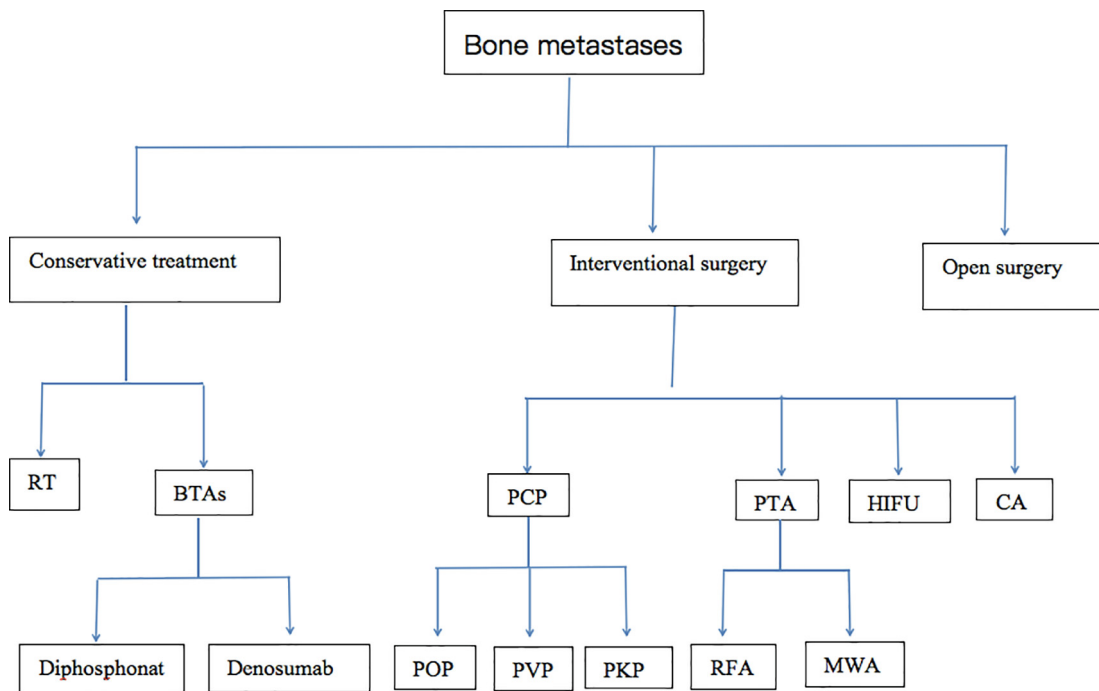 Bone metastases
Conservative treatment
Interventional surgery
Open surgery
RT
BTAs
PCP
PTA
HIFU
CA
Diphosphonat
Denosumab
POP
PVP
PKP
RFA
MWA